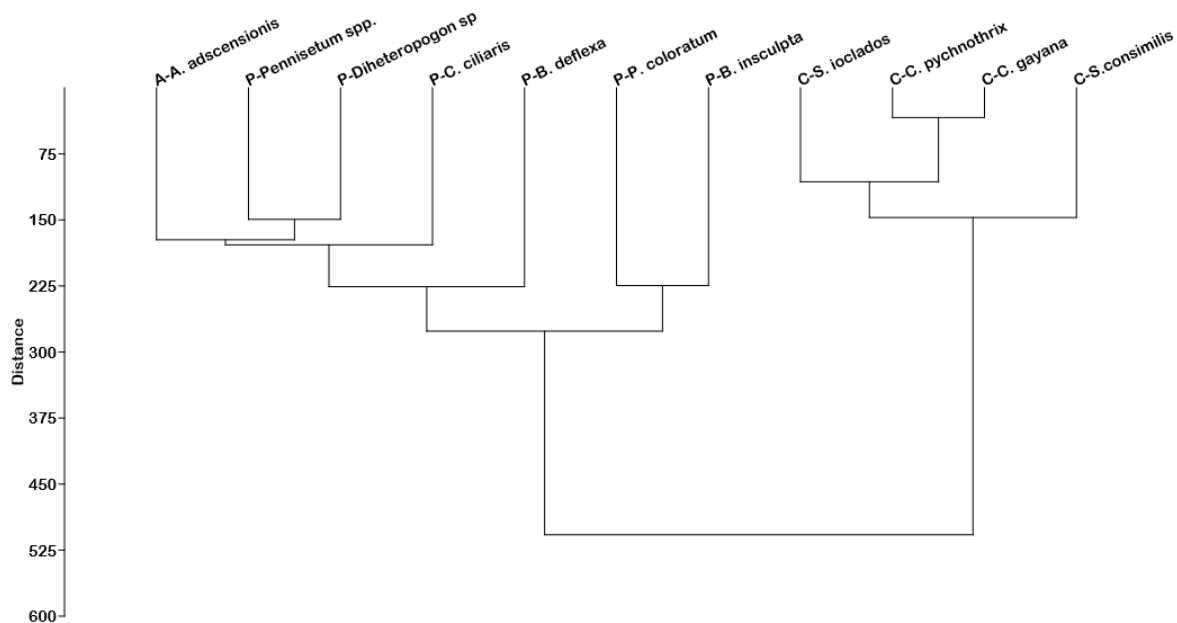 A-A. adscensionis
P-Pennisetum spp.
P-Diheteropogon sp
P-C. ciliaris
P-B. deflexa
P-P. coloratum
P-B. insculpta
C-S. ioclados
C-C. pychnothrix
C-C. gayana
C-S.consimilis
75
150
225
300
375
450
525
600
Distance